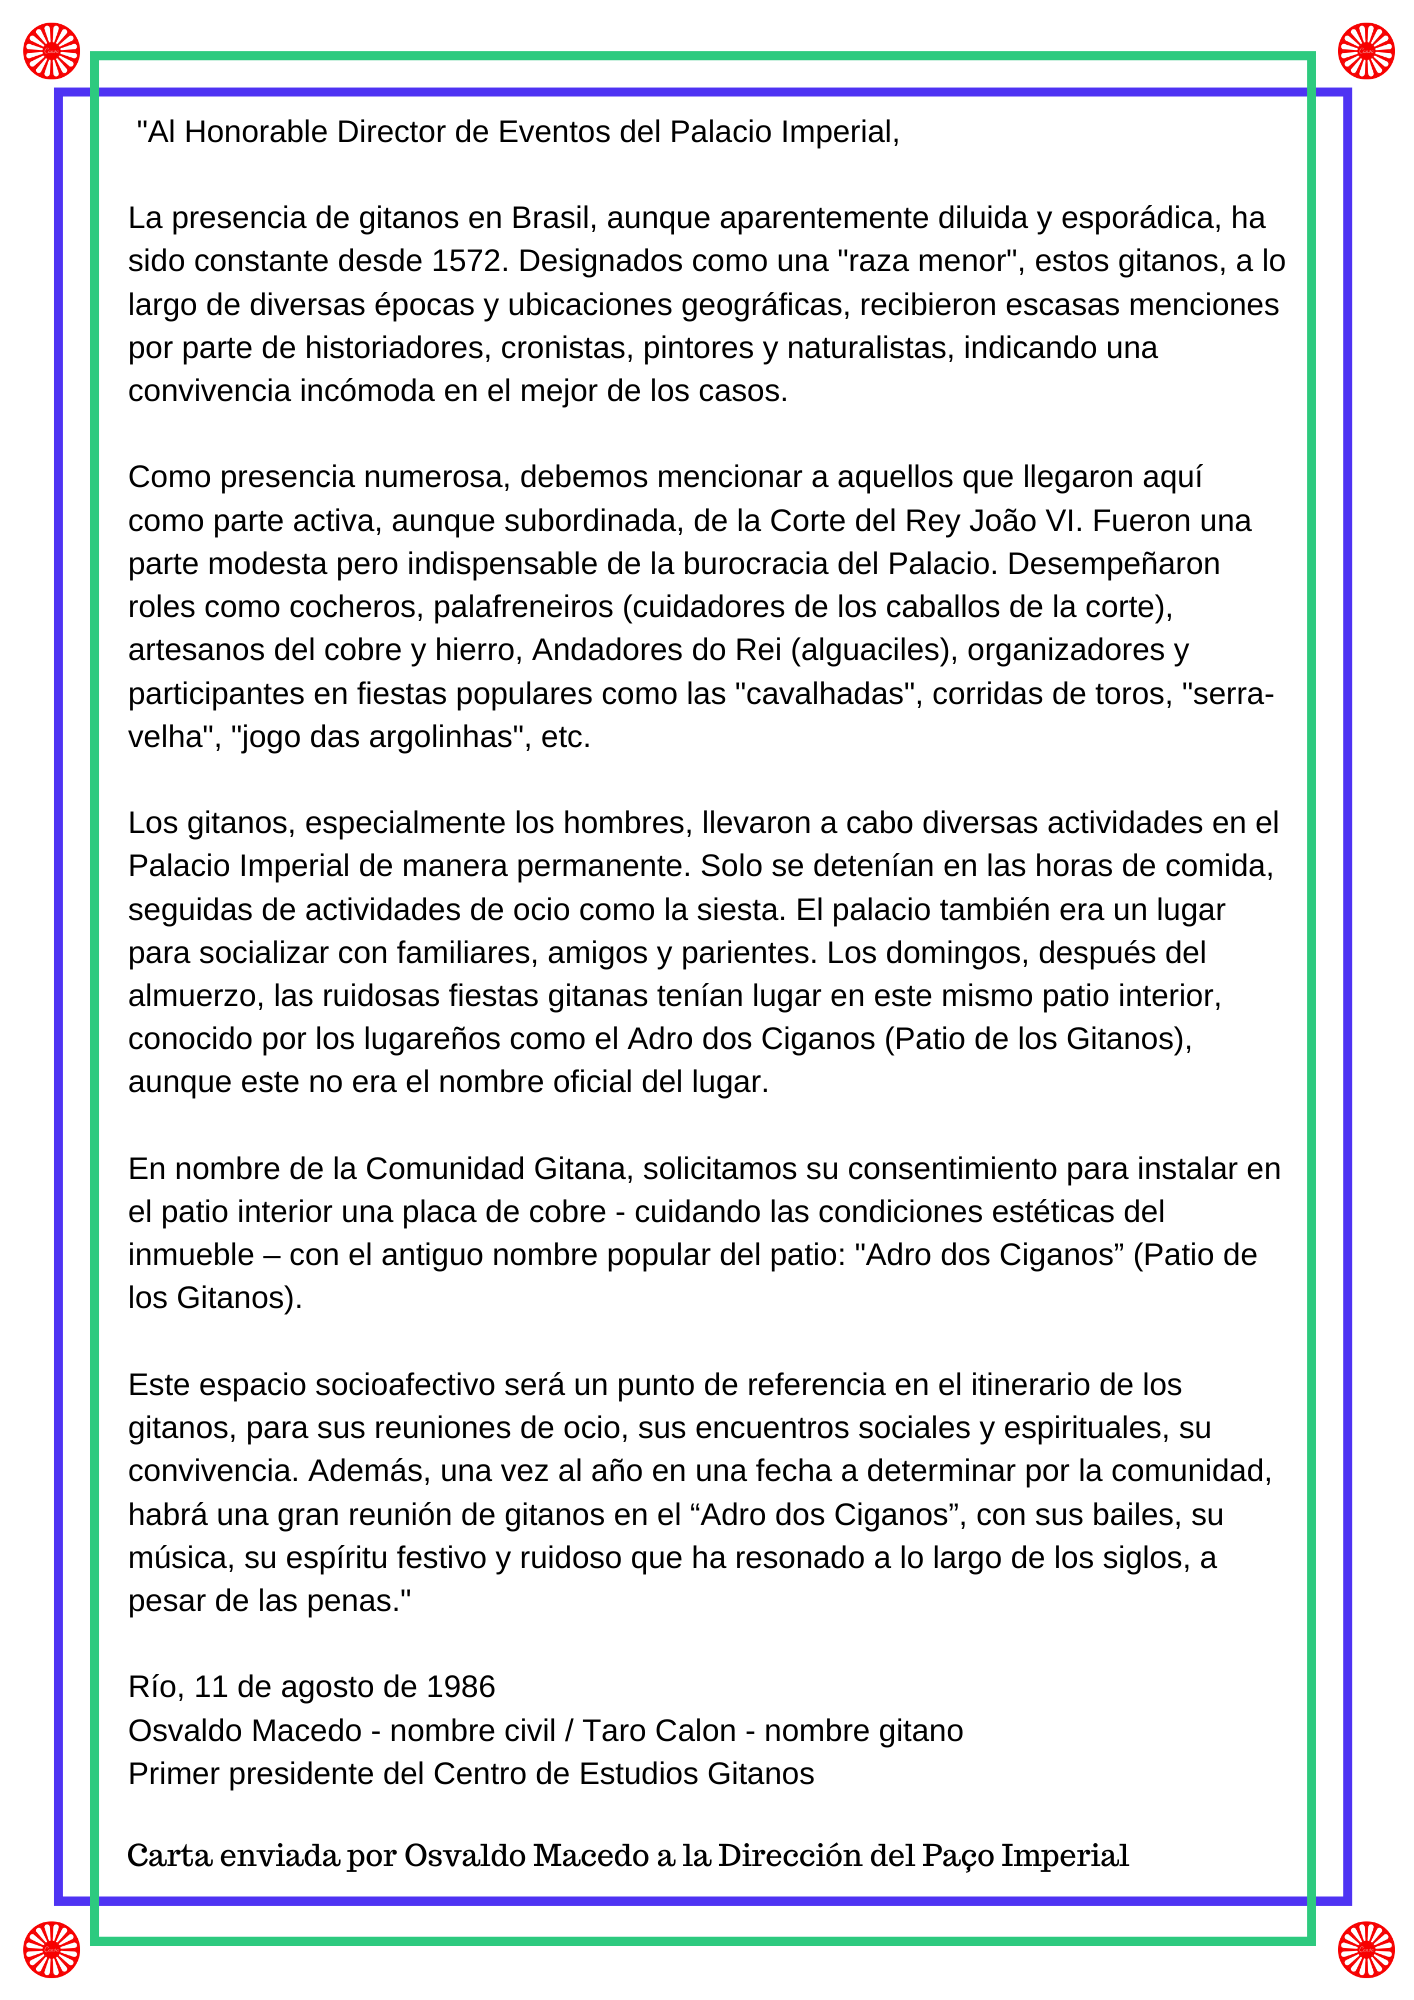 "Al Honorable Director de Eventos del Palacio Imperial,
La presencia de gitanos en Brasil, aunque aparentemente diluida y esporádica, ha
sido constante desde 1572. Designados como una "raza menor", estos gitanos, a lo
largo de diversas épocas y ubicaciones geográficas, recibieron escasas menciones
por parte de historiadores, cronistas, pintores y naturalistas, indicando una
convivencia incómoda en el mejor de los casos.
Como presencia numerosa, debemos mencionar a aquellos que llegaron aquí
como parte activa, aunque subordinada, de la Corte del Rey João VI. Fueron una
parte modesta pero indispensable de la burocracia del Palacio. Desempeñaron
roles como cocheros, palafreneiros (cuidadores de los caballos de la corte),
artesanos del cobre y hierro, Andadores do Rei (alguaciles), organizadores y
participantes en fiestas populares como las "cavalhadas", corridas de toros, "serra-
velha", "jogo das argolinhas", etc.
Los gitanos, especialmente los hombres, llevaron a cabo diversas actividades en el
Palacio Imperial de manera permanente. Solo se detenían en las horas de comida,
seguidas de actividades de ocio como la siesta. El palacio también era un lugar
para socializar con familiares, amigos y parientes. Los domingos, después del
almuerzo, las ruidosas fiestas gitanas tenían lugar en este mismo patio interior,
conocido por los lugareños como el Adro dos Ciganos (Patio de los Gitanos),
aunque este no era el nombre oficial del lugar.
En nombre de la Comunidad Gitana, solicitamos su consentimiento para instalar en
el patio interior una placa de cobre - cuidando las condiciones estéticas del
inmueble – con el antiguo nombre popular del patio: "Adro dos Ciganos” (Patio de
los Gitanos).
Este espacio socioafectivo será un punto de referencia en el itinerario de los
gitanos, para sus reuniones de ocio, sus encuentros sociales y espirituales, su
convivencia. Además, una vez al año en una fecha a determinar por la comunidad,
habrá una gran reunión de gitanos en el “Adro dos Ciganos”, con sus bailes, su
música, su espíritu festivo y ruidoso que ha resonado a lo largo de los siglos, a
pesar de las penas."
Río, 11 de agosto de 1986
Osvaldo Macedo - nombre civil / Taro Calon - nombre gitano
Primer presidente del Centro de Estudios Gitanos
Carta enviada por Osvaldo Macedo a la Dirección del Paço Imperial